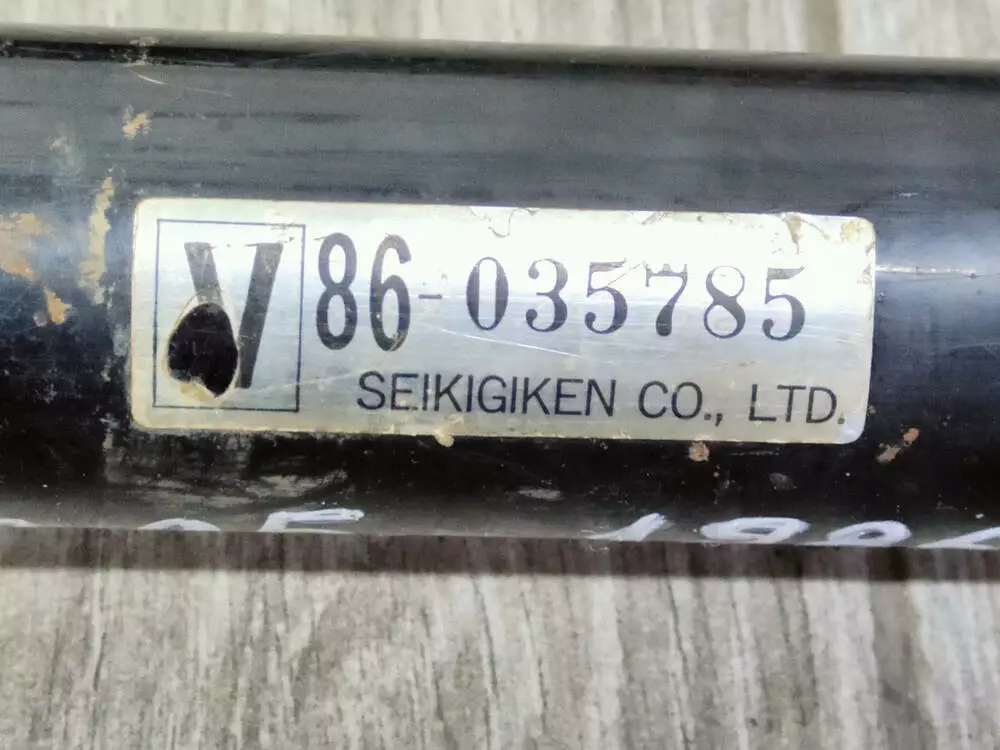 V 86-035785
SEIKIGIKEN CO., LTD.